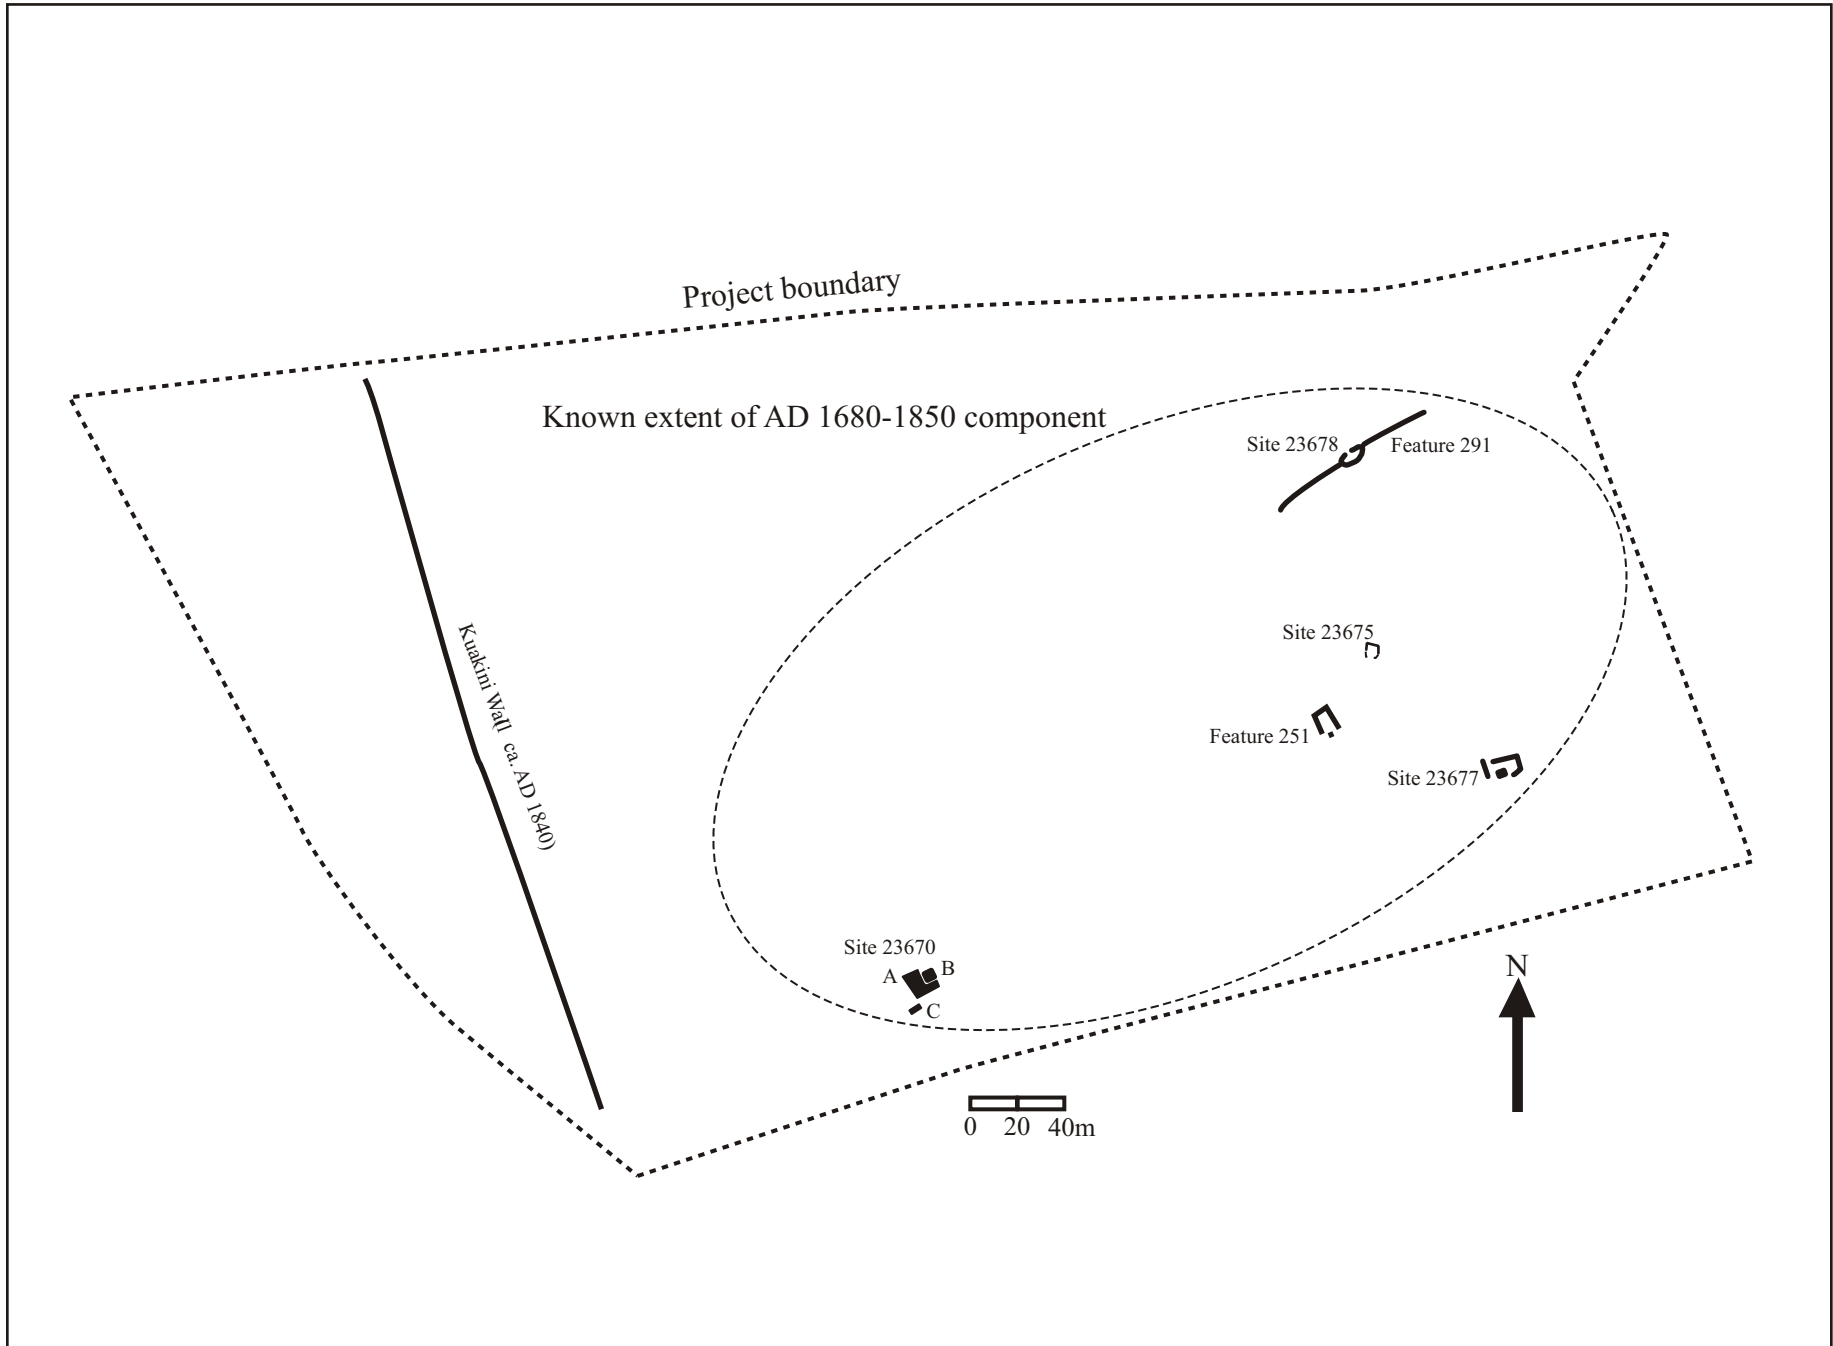 Project boundary
Known extent of AD 1680-1850 component
Site 23678
Feature 291
Site 23675
Kuakini Wall ca. AD 1840)
Feature 251
Site 23677
Site 23670
A
B
C
N
0 20 40m